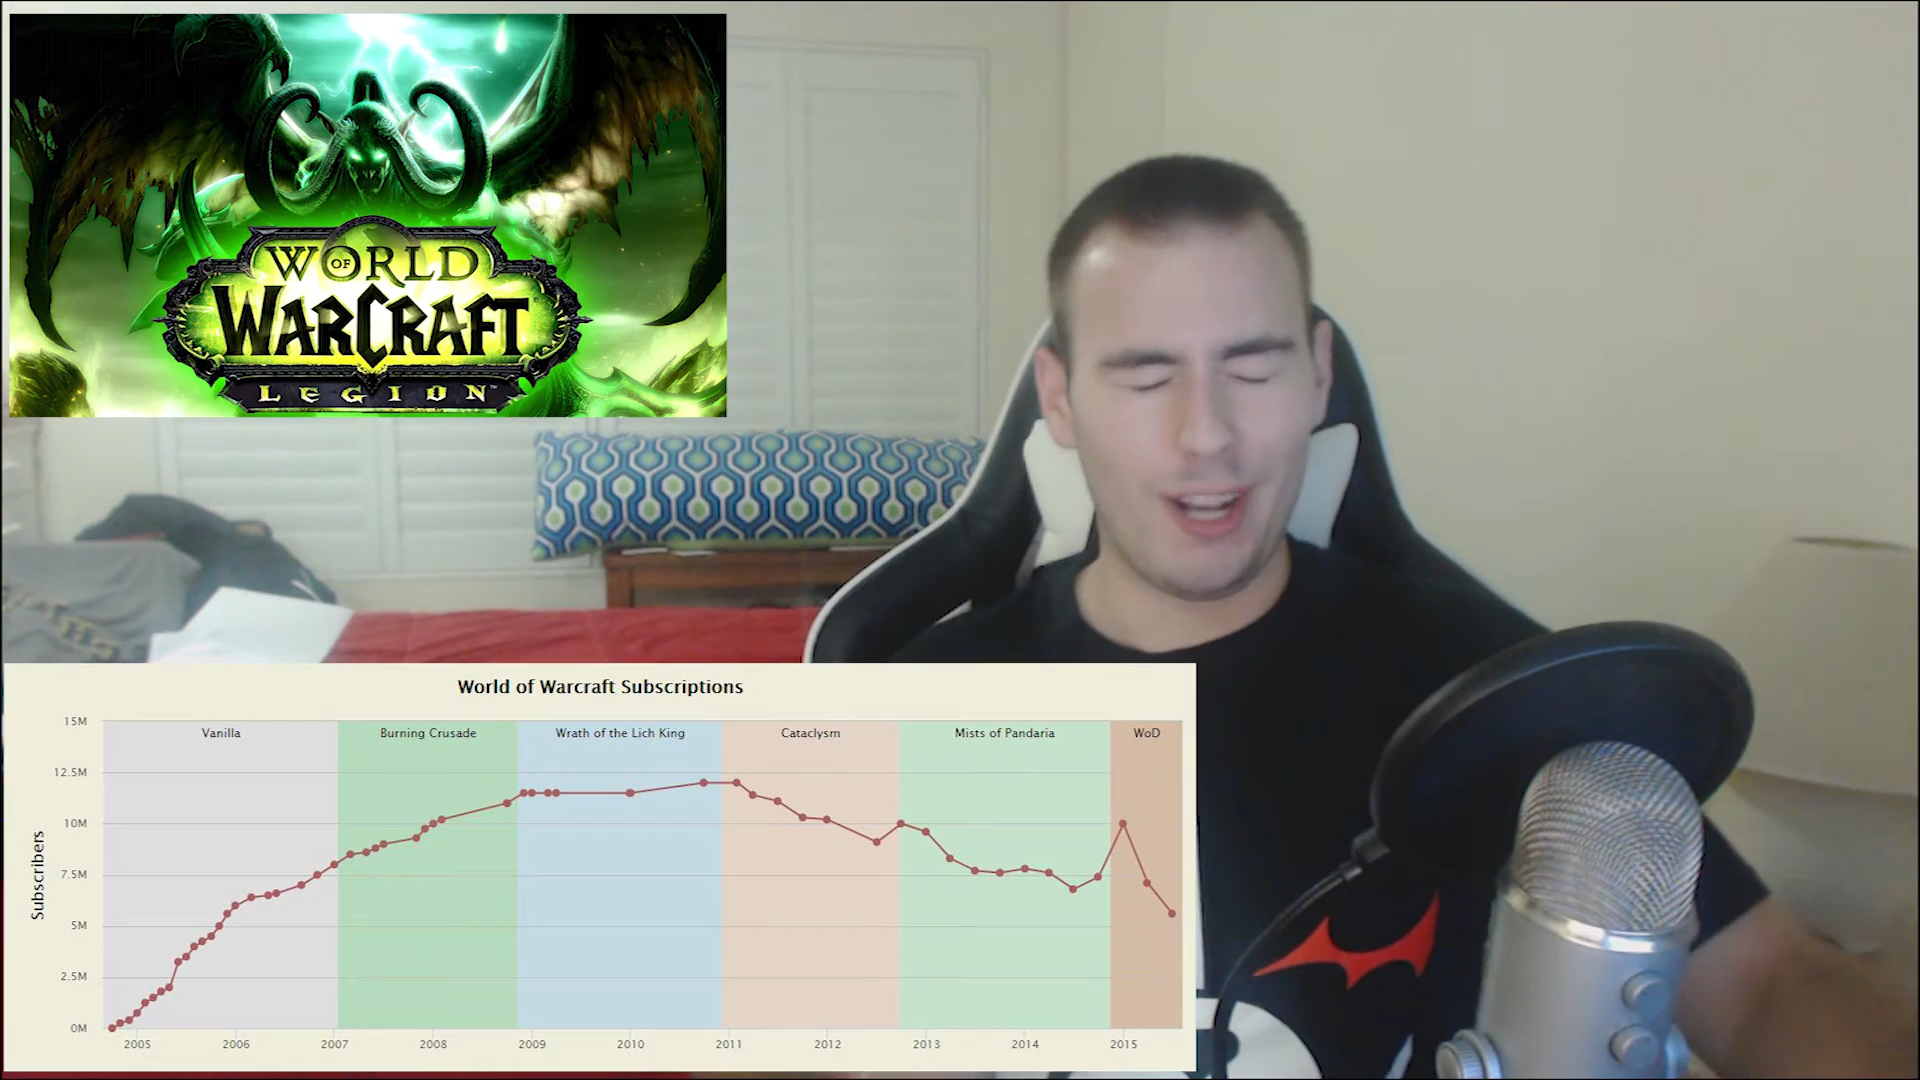 WORLD
OF
WARCRAFT
LEGION
World of Warcraft Subscriptions
Vanilla Burning Crusade Wrath of the Lich King Cataclysm Mists of Pandaria WoD
15M
12.5M
10M
7.5M
5M
2.5M
0M
Subscribers
2005 2006 2007 2008 2009 2010 2011 2012 2013 2014 2015